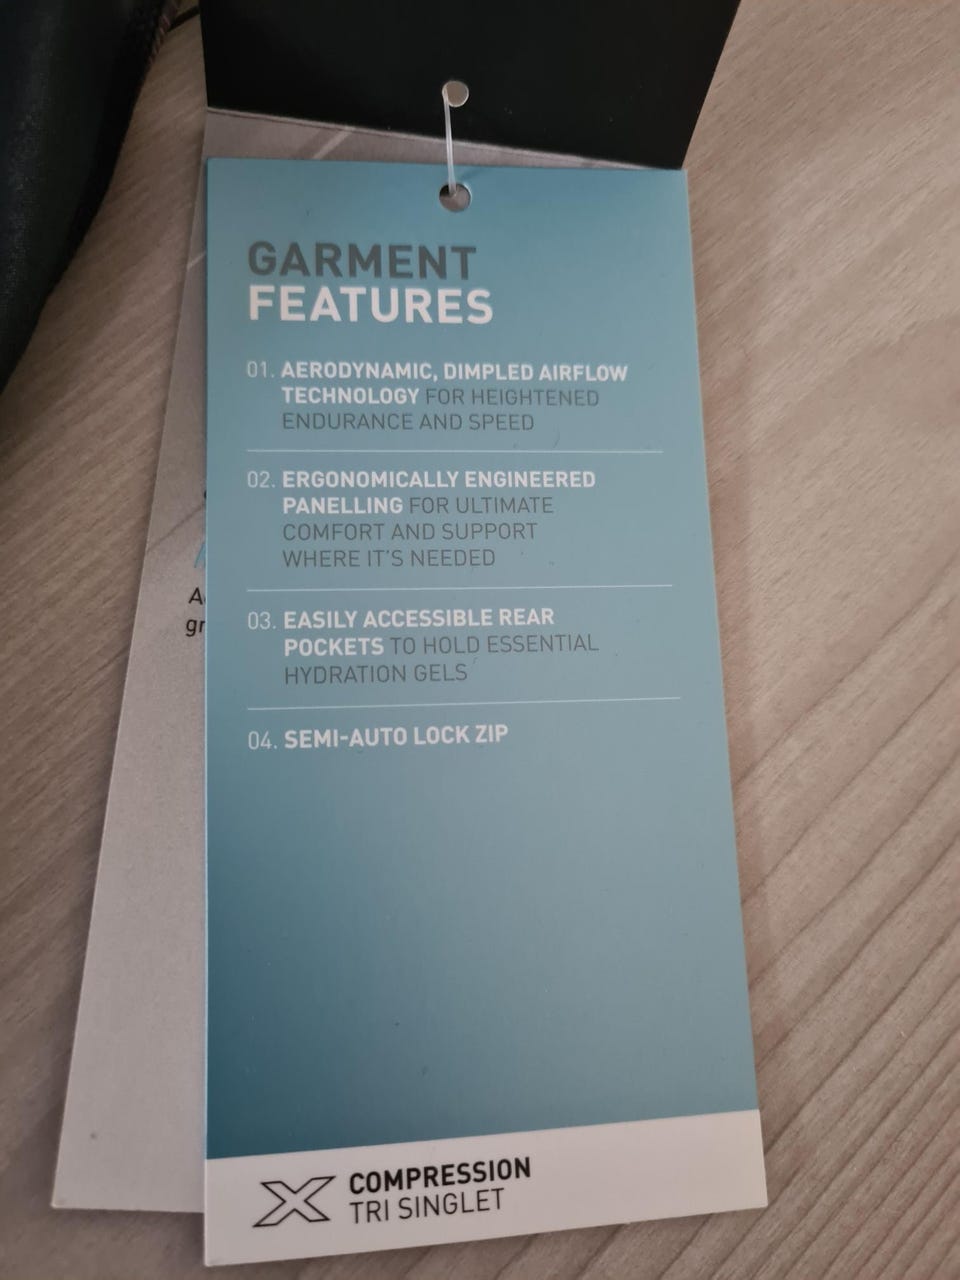 GARMENT
FEATURES
01. AERODYNAMIC, DIMPLED AIRFLOW
TECHNOLOGY FOR HEIGHTENED
ENDURANCE AND SPEED
02. ERGONOMICALLY ENGINEERED
PANELLING FOR ULTIMATE
COMFORT AND SUPPORT
WHERE IT'S NEEDED
03. EASILY ACCESSIBLE REAR
POCKETS TO HOLD ESSENTIAL
HYDRATION GELS
04. SEMI-AUTO LOCK ZIP
X COMPRESSION
TRI SINGLET